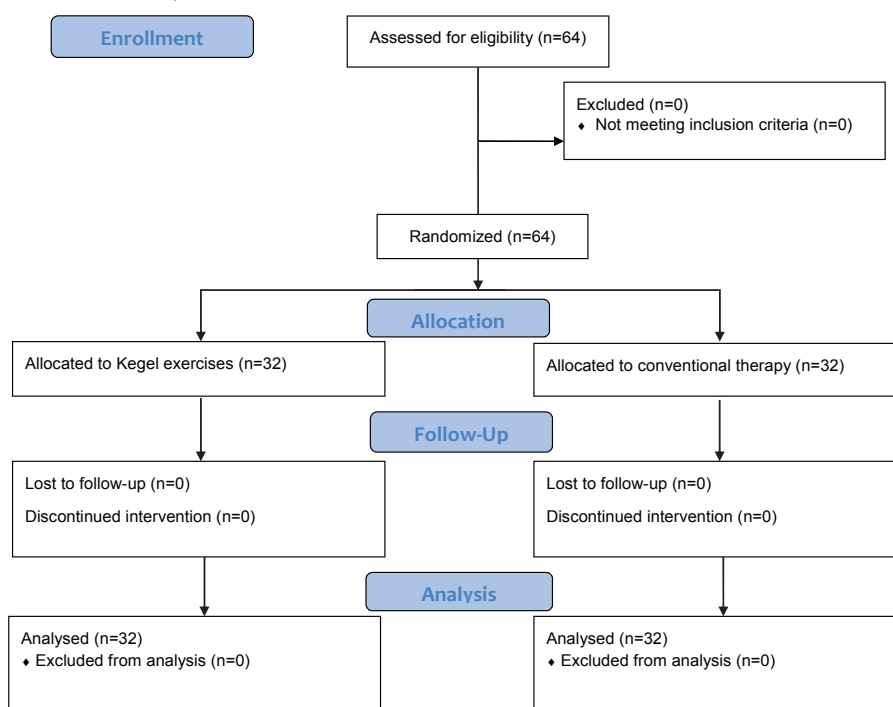 Enrollment
Assessed for eligibility (n=64)
Excluded (n=0)
♦ Not meeting inclusion criteria (n=0)
Randomized (n=64)
Allocation
Allocated to Kegel exercises (n=32)
Allocated to conventional therapy (n=32)
Follow-Up
Lost to follow-up (n=0)
Discontinued intervention (n=0)
Lost to follow-up (n=0)
Discontinued intervention (n=0)
Analysis
Analysed (n=32)
♦ Excluded from analysis (n=0)
Analysed (n=32)
♦ Excluded from analysis (n=0)